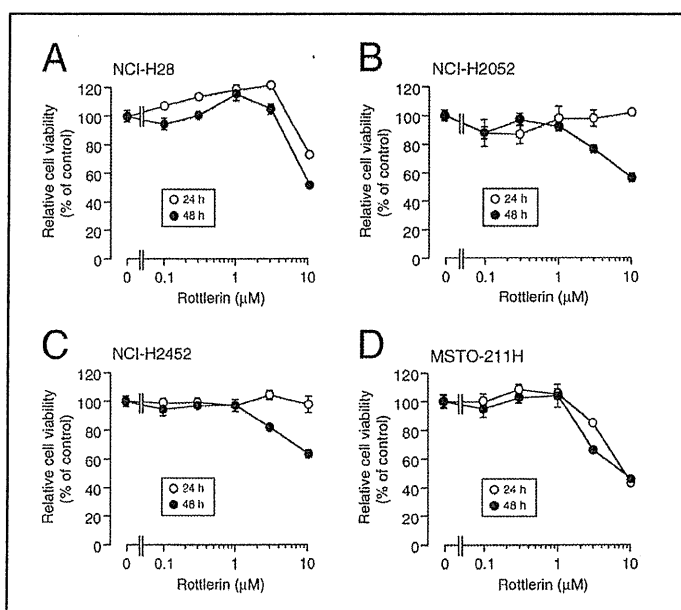 A
NCI-H28
Relative cell viability
(% of control)
120
100
80
60
40
20
0
24 h
48 h
0
0.1
1
10
Rottlerin (μM)
B
NCI-H2052
Relative cell viability
(% of control)
120
100
80
60
40
20
0
24 h
48 h
0
0.1
1
10
Rottlerin (μM)
C
NCI-H2452
Relative cell viability
(% of control)
120
100
80
60
40
20
0
24 h
48 h
0
0.1
1
10
Rottlerin (μM)
D
MSTO-211H
Relative cell viability
(% of control)
120
100
80
60
40
20
0
24 h
48 h
0
0.1
1
10
Rottlerin (μM)